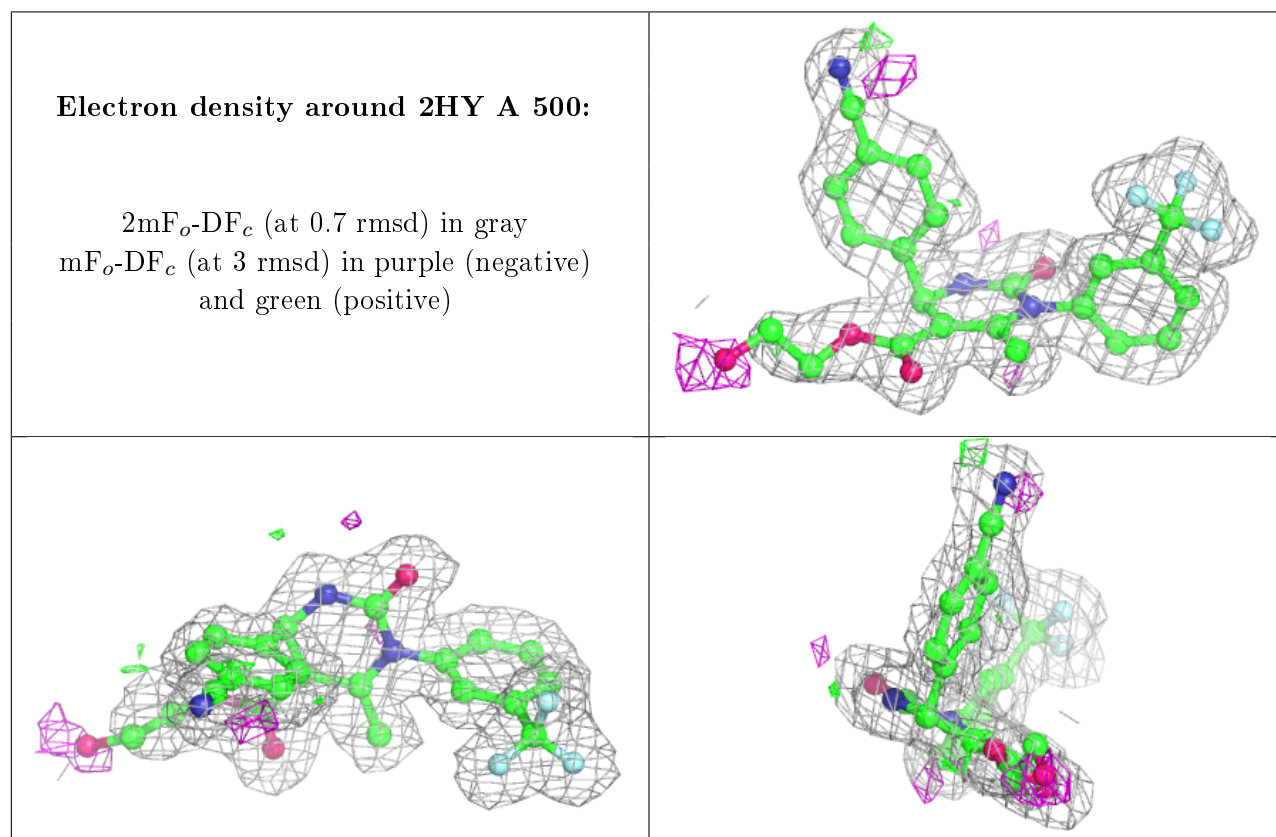 Electron density around 2HY A 500:
2mFₒ-DF𝒸 (at 0.7 rmsd) in gray
mFₒ-DF𝒸 (at 3 rmsd) in purple (negative)
and green (positive)